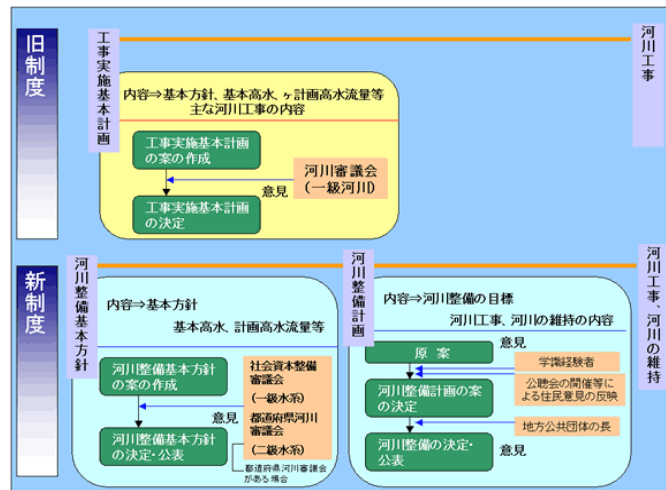 旧制度
工事実施基本計画
河川工事
内容⇒基本方針、基本高水、ヶ計画高水流量等
主な河川工事の内容
工事実施基本計画
の案の作成
河川審議会
(一級河川)
意見
工事実施基本計画
の決定
新制度
河川整備基本方針
内容⇒基本方針
基本高水、計画高水流量等
河川整備基本方針
の案の作成
社会資本整備
審議会
(一級水系)
意見
都道府県河川
審議会
(二級水系)
河川整備基本方針
の決定・公表
都道府県河川審議会
がある場合
河川整備計画
内容⇒河川整備の目標
河川工事、河川の維持の内容
原案
意見
学識経験者
公聴会の開催等
による住民意見の反映
河川整備計画の案
の決定
地方公共団体の長
河川整備の決定・
公表
意見
河川工事、河川の維持